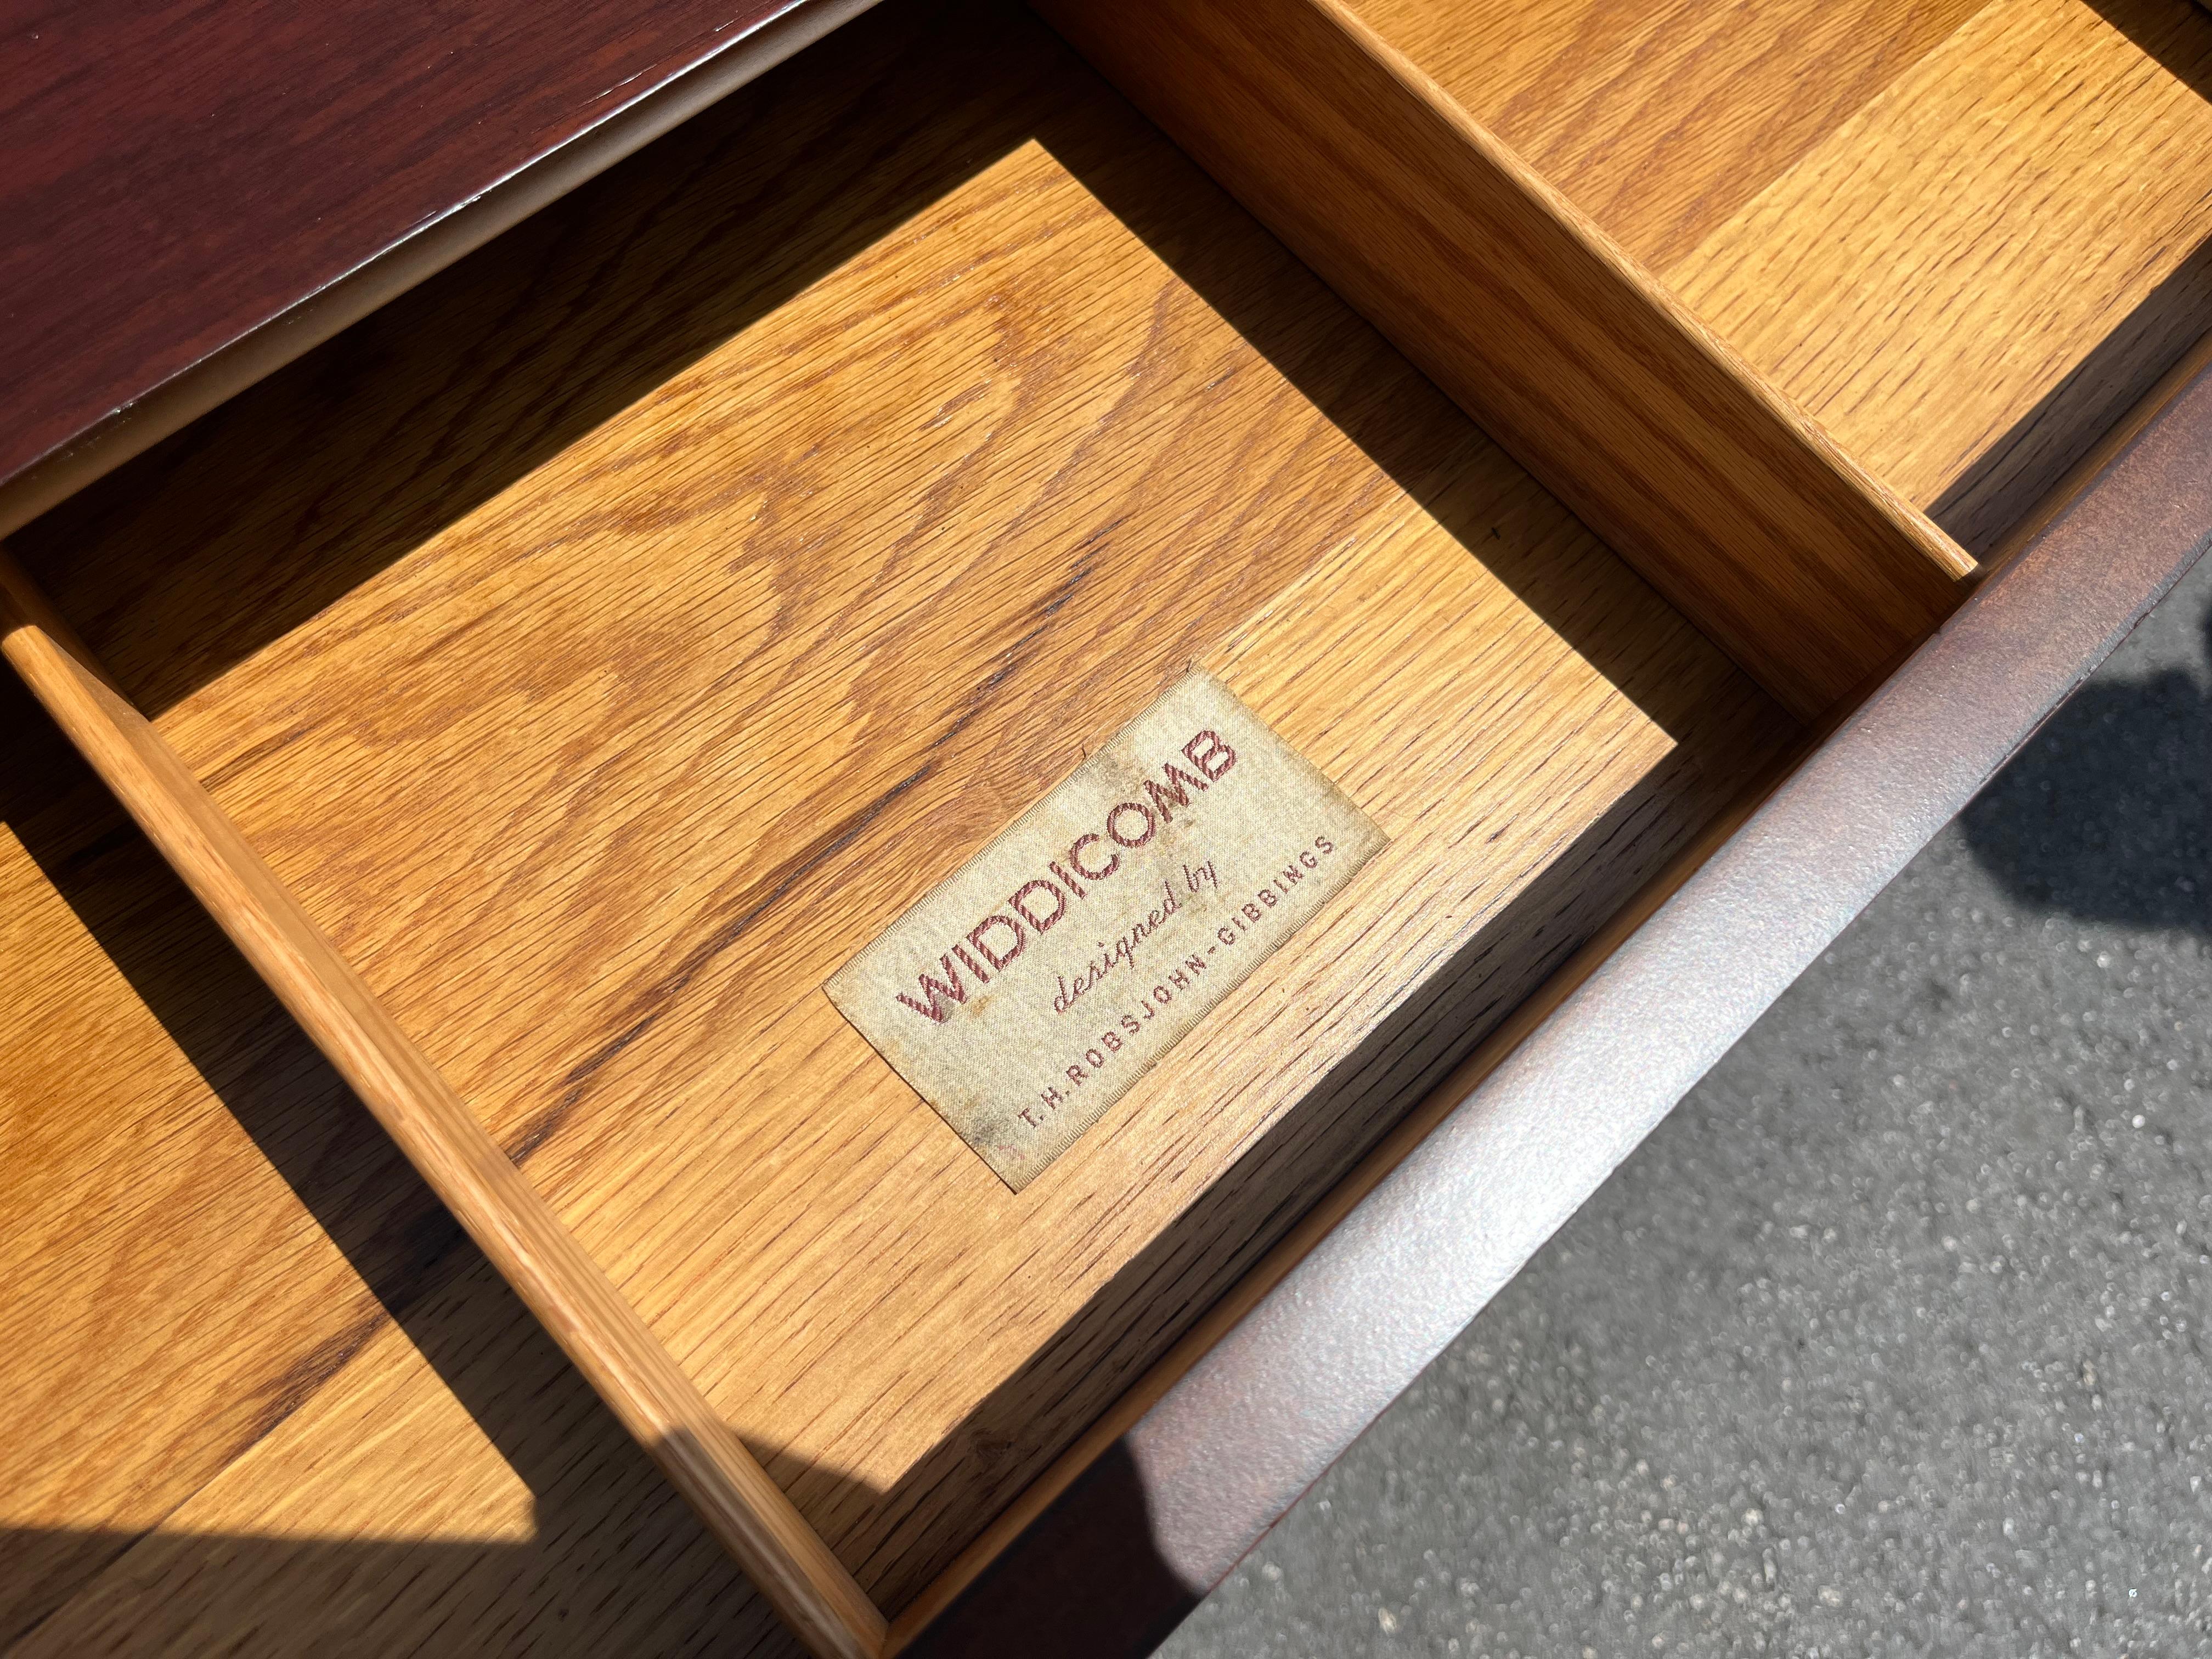 WIDDICOMB
designed by
T.H.ROBSJOHN-GIBBINGS